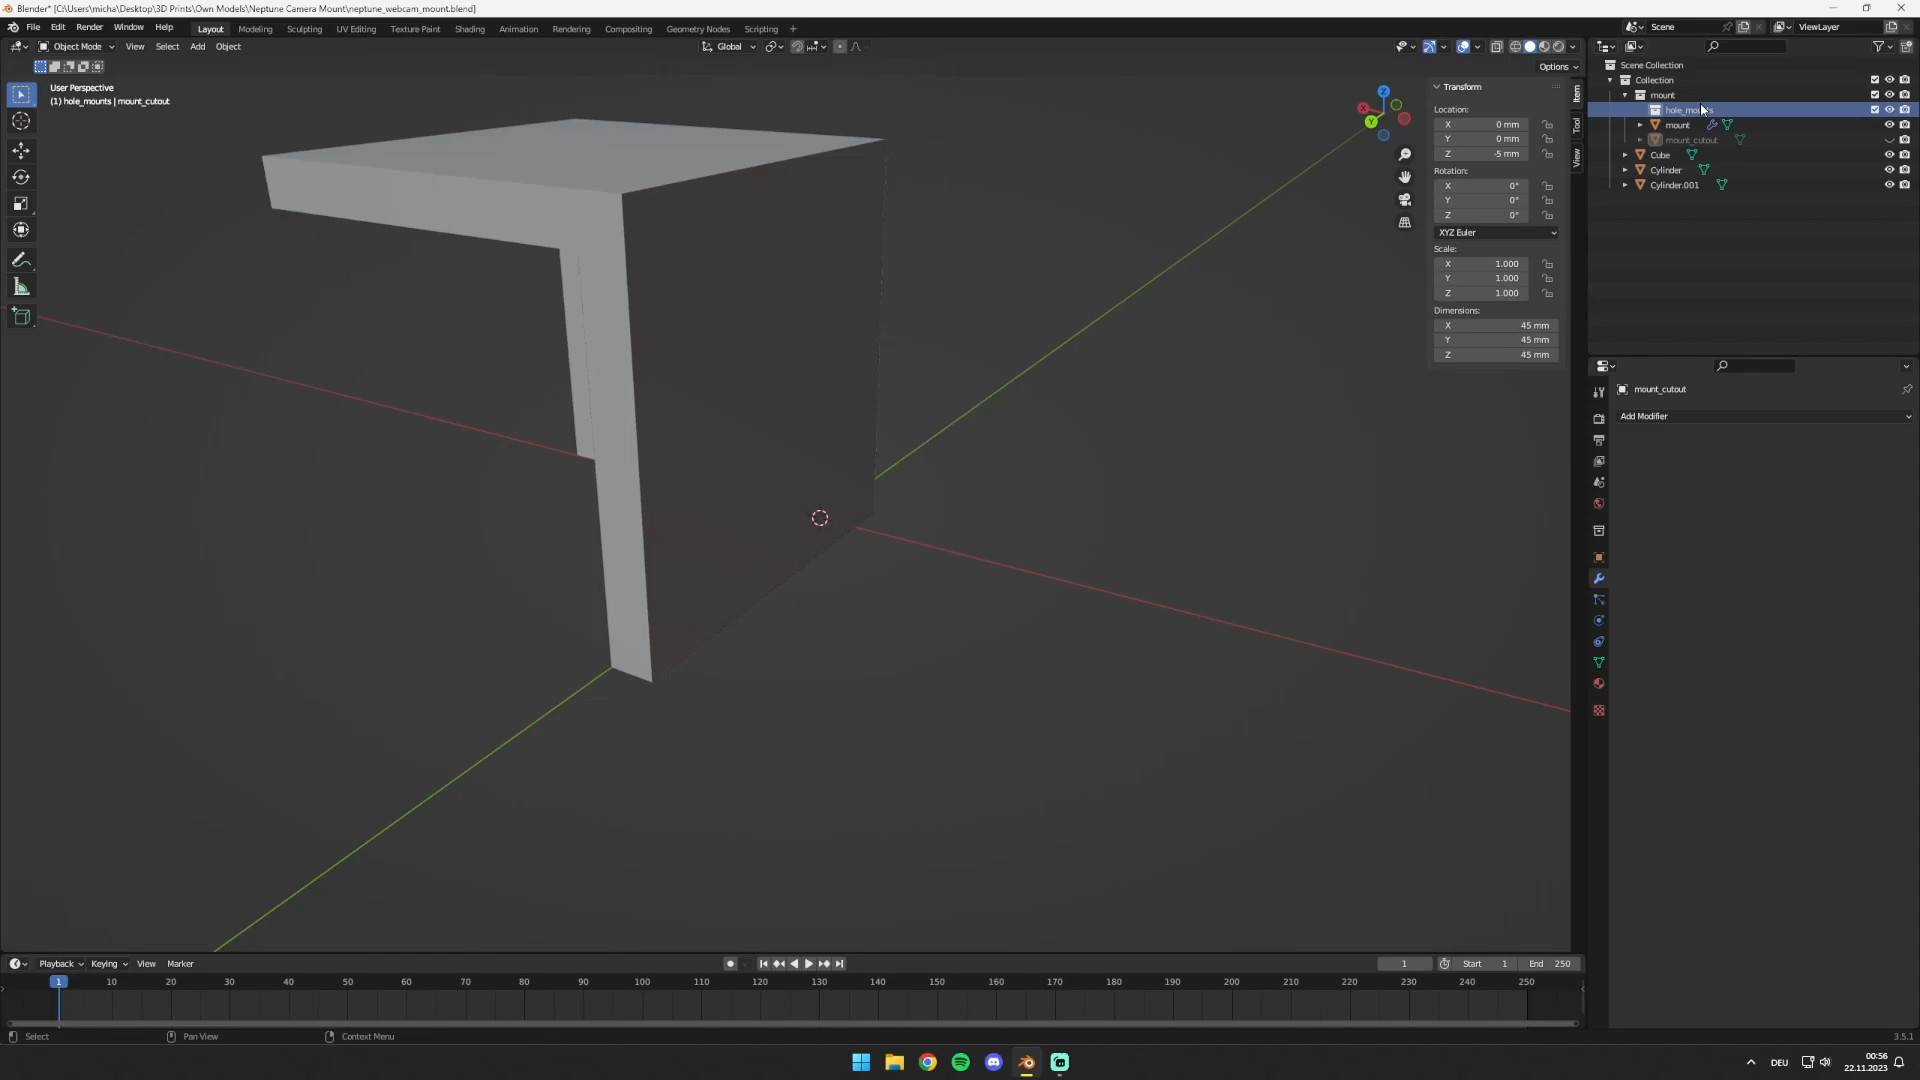 Blender* [C:\Users\micha\Desktop\3D Prints\Own Models\Neptune Camera Mount\neptune_webcam_mount.blend]
File Edit Render Window Help Layout Modeling Sculpting UV Editing Texture Paint Shading Animation Rendering Compositing Geometry Nodes Scripting + Scene ViewLayer
Object Mode View Select Add Object Global
Options
User Perspective
(1) hole_mounts | mount_cutout
X
Y
Z
Transform
Location:
X 0 mm
Y 0 mm
Z -5 mm
Rotation:
X 0°
Y 0°
Z 0°
XYZ Euler
Scale:
X 1.000
Y 1.000
Z 1.000
Dimensions:
X 45 mm
Y 45 mm
Z 45 mm
Item
Tool
View
Scene Collection
Collection
mount
hole_mounts
mount
mount_cutout
Cube
Cylinder
Cylinder.001
mount_cutout
Add Modifier
Playback Keying View Marker 1 Start 1 End 250
1 10 20 30 40 50 60 70 80 90 100 110 120 130 140 150 160 170 180 190 200 210 220 230 240 250
Select Pan View Context Menu 3.5.1
DEU 00:56
22.11.2023